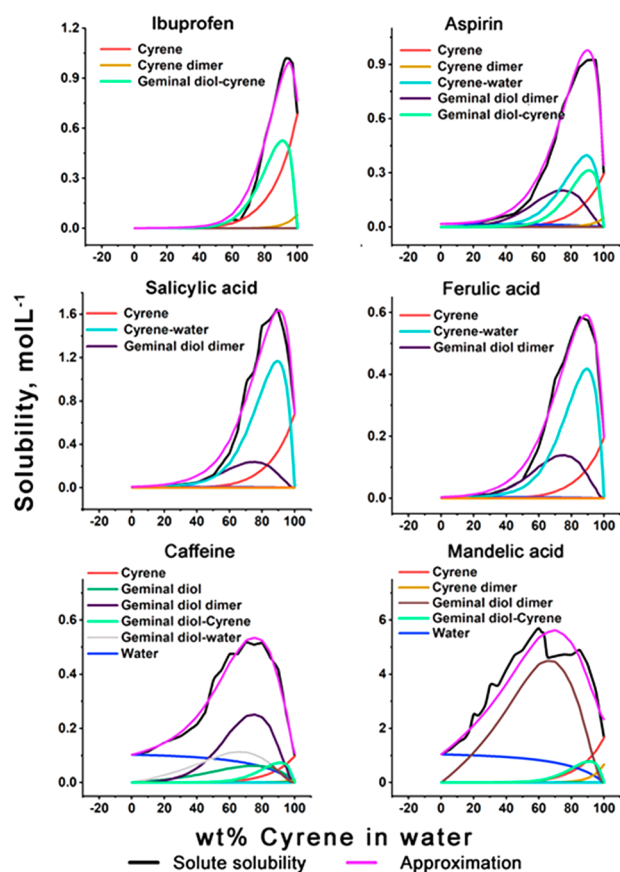 Ibuprofen
Cyrene
Cyrene dimer
Geminal diol-cyrene
1.2
0.9
0.6
0.3
0.0
-20 0 20 40 60 80 100
Aspirin
Cyrene
Cyrene dimer
Cyrene-water
Geminal diol dimer
Geminal diol-cyrene
1.2
0.9
0.6
0.3
0.0
-20 0 20 40 60 80 100
Salicylic acid
Cyrene
Cyrene-water
Geminal diol dimer
1.6
1.2
0.8
0.4
0.0
-20 0 20 40 60 80 100
Ferulic acid
Cyrene
Cyrene-water
Geminal diol dimer
0.6
0.4
0.2
0.0
-20 0 20 40 60 80 100
Caffeine
Cyrene
Geminal diol
Geminal diol dimer
Geminal diol-Cyrene
Geminal diol-water
Water
0.6
0.4
0.2
0.0
-20 0 20 40 60 80 100
Mandelic acid
Cyrene
Cyrene dimer
Geminal diol dimer
Geminal diol-Cyrene
Water
6
4
2
0
-20 0 20 40 60 80 100
Solubility, molL⁻¹
wt% Cyrene in water
Solute solubility
Approximation